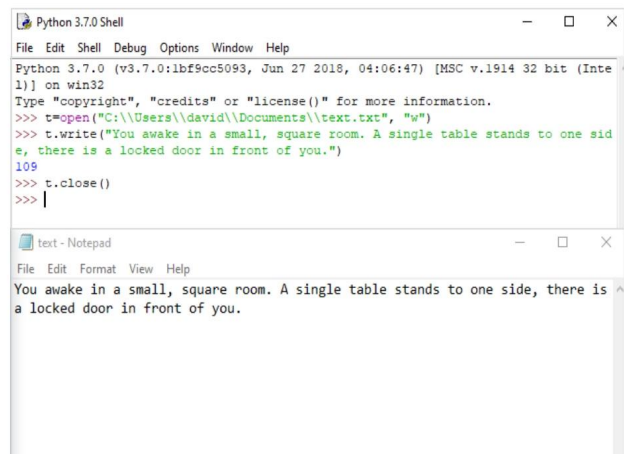 Python 3.7.0 Shell
File Edit Shell Debug Options Window Help
Python 3.7.0 (v3.7.0:1bf9cc5093, Jun 27 2018, 04:06:47) [MSC v.1914 32 bit (Inte
l)] on win32
Type "copyright", "credits" or "license()" for more information.
>>> t=open("C:\\Users\\david\\Documents\\text.txt", "w")
>>> t.write("You awake in a small, square room. A single table stands to one sid
e, there is a locked door in front of you.")
109
>>> t.close()
>>>
text - Notepad
File Edit Format View Help
You awake in a small, square room. A single table stands to one side, there is
a locked door in front of you.